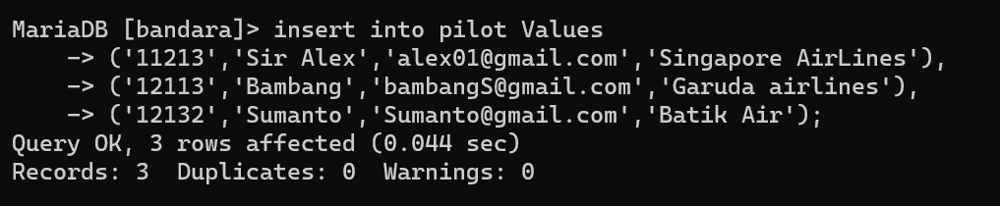 MariaDB [bandara]> insert into pilot Values
    -> ('11213','Sir Alex','alex01@gmail.com','Singapore AirLines'),
    -> ('12113','Bambang','bambangS@gmail.com','Garuda airlines'),
    -> ('12132','Sumanto','Sumanto@gmail.com','Batik Air');
Query OK, 3 rows affected (0.044 sec)
Records: 3  Duplicates: 0  Warnings: 0